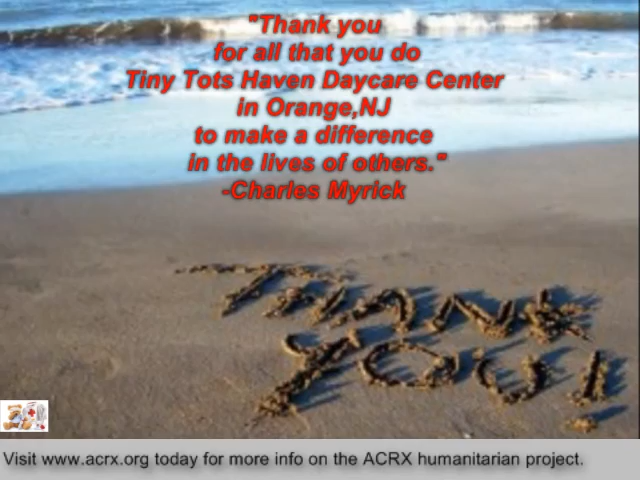 "Thank you
for all that you do
Tiny Tots Haven Daycare Center
in Orange,NJ
to make a difference
in the lives of others."
-Charles Myrick
THANK
YOU!
Visit www.acrx.org today for more info on the ACRX humanitarian project.